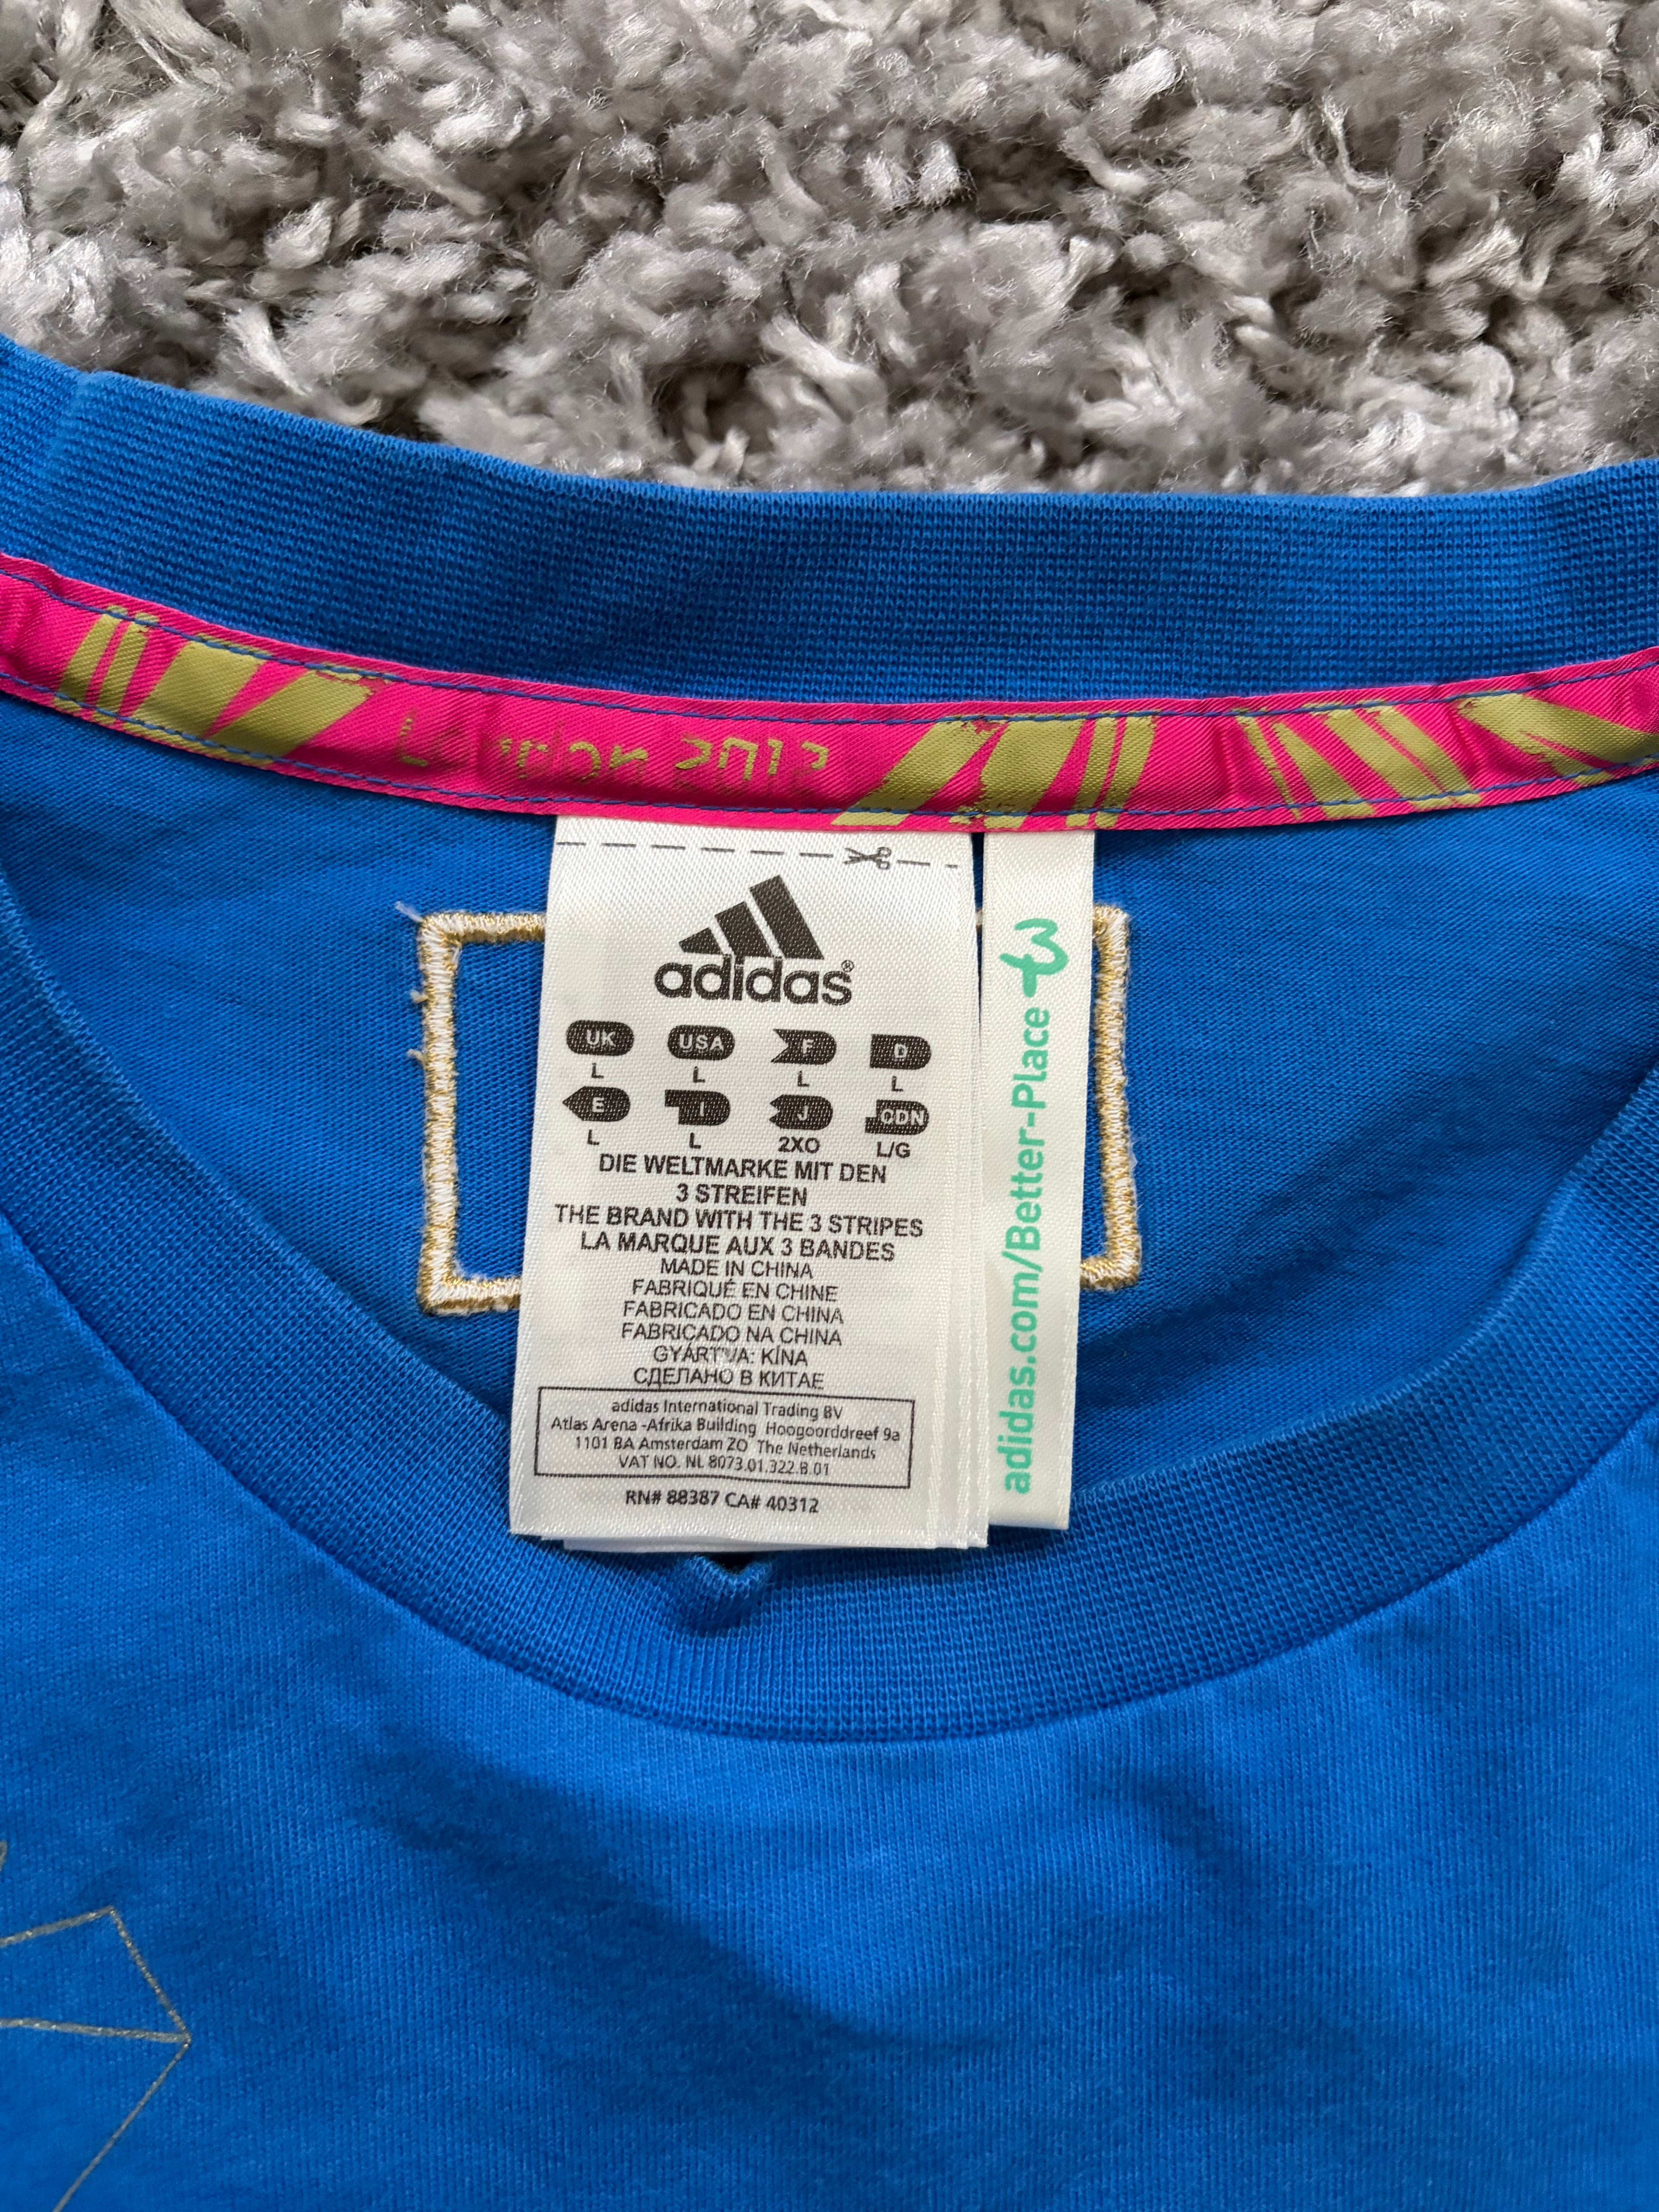 London 2012
adidas®
UK USA F D
L L L L
E I J CDN
L L 2XO L/G
DIE WELTMARKE MIT DEN
3 STREIFEN
THE BRAND WITH THE 3 STRIPES
LA MARQUE AUX 3 BANDES
MADE IN CHINA
FABRIQUÉ EN CHINE
FABRICADO EN CHINA
FABRICADO NA CHINA
GYÁRTVA: KÍNA
СДЕЛАНО В КИТАЕ
adidas International Trading BV
Atlas Arena -Afrika Building Hoogoorddreef 9a
1101 BA Amsterdam ZO The Netherlands
VAT NO. NL 8073.01.322.B.01
RN# 88387 CA# 40312
adidas.com/Better-Place